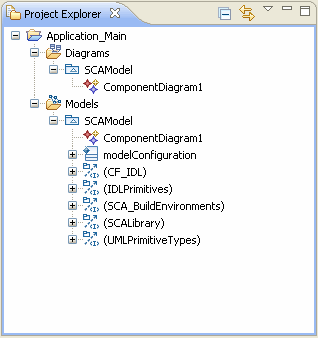 Project Explorer
Application_Main
Diagrams
SCAModel
ComponentDiagram1
Models
SCAModel
ComponentDiagram1
modelConfiguration
(CF_IDL)
(IDLPrimitives)
(SCA_BuildEnvironments)
(SCALibrary)
(UMLPrimitiveTypes)